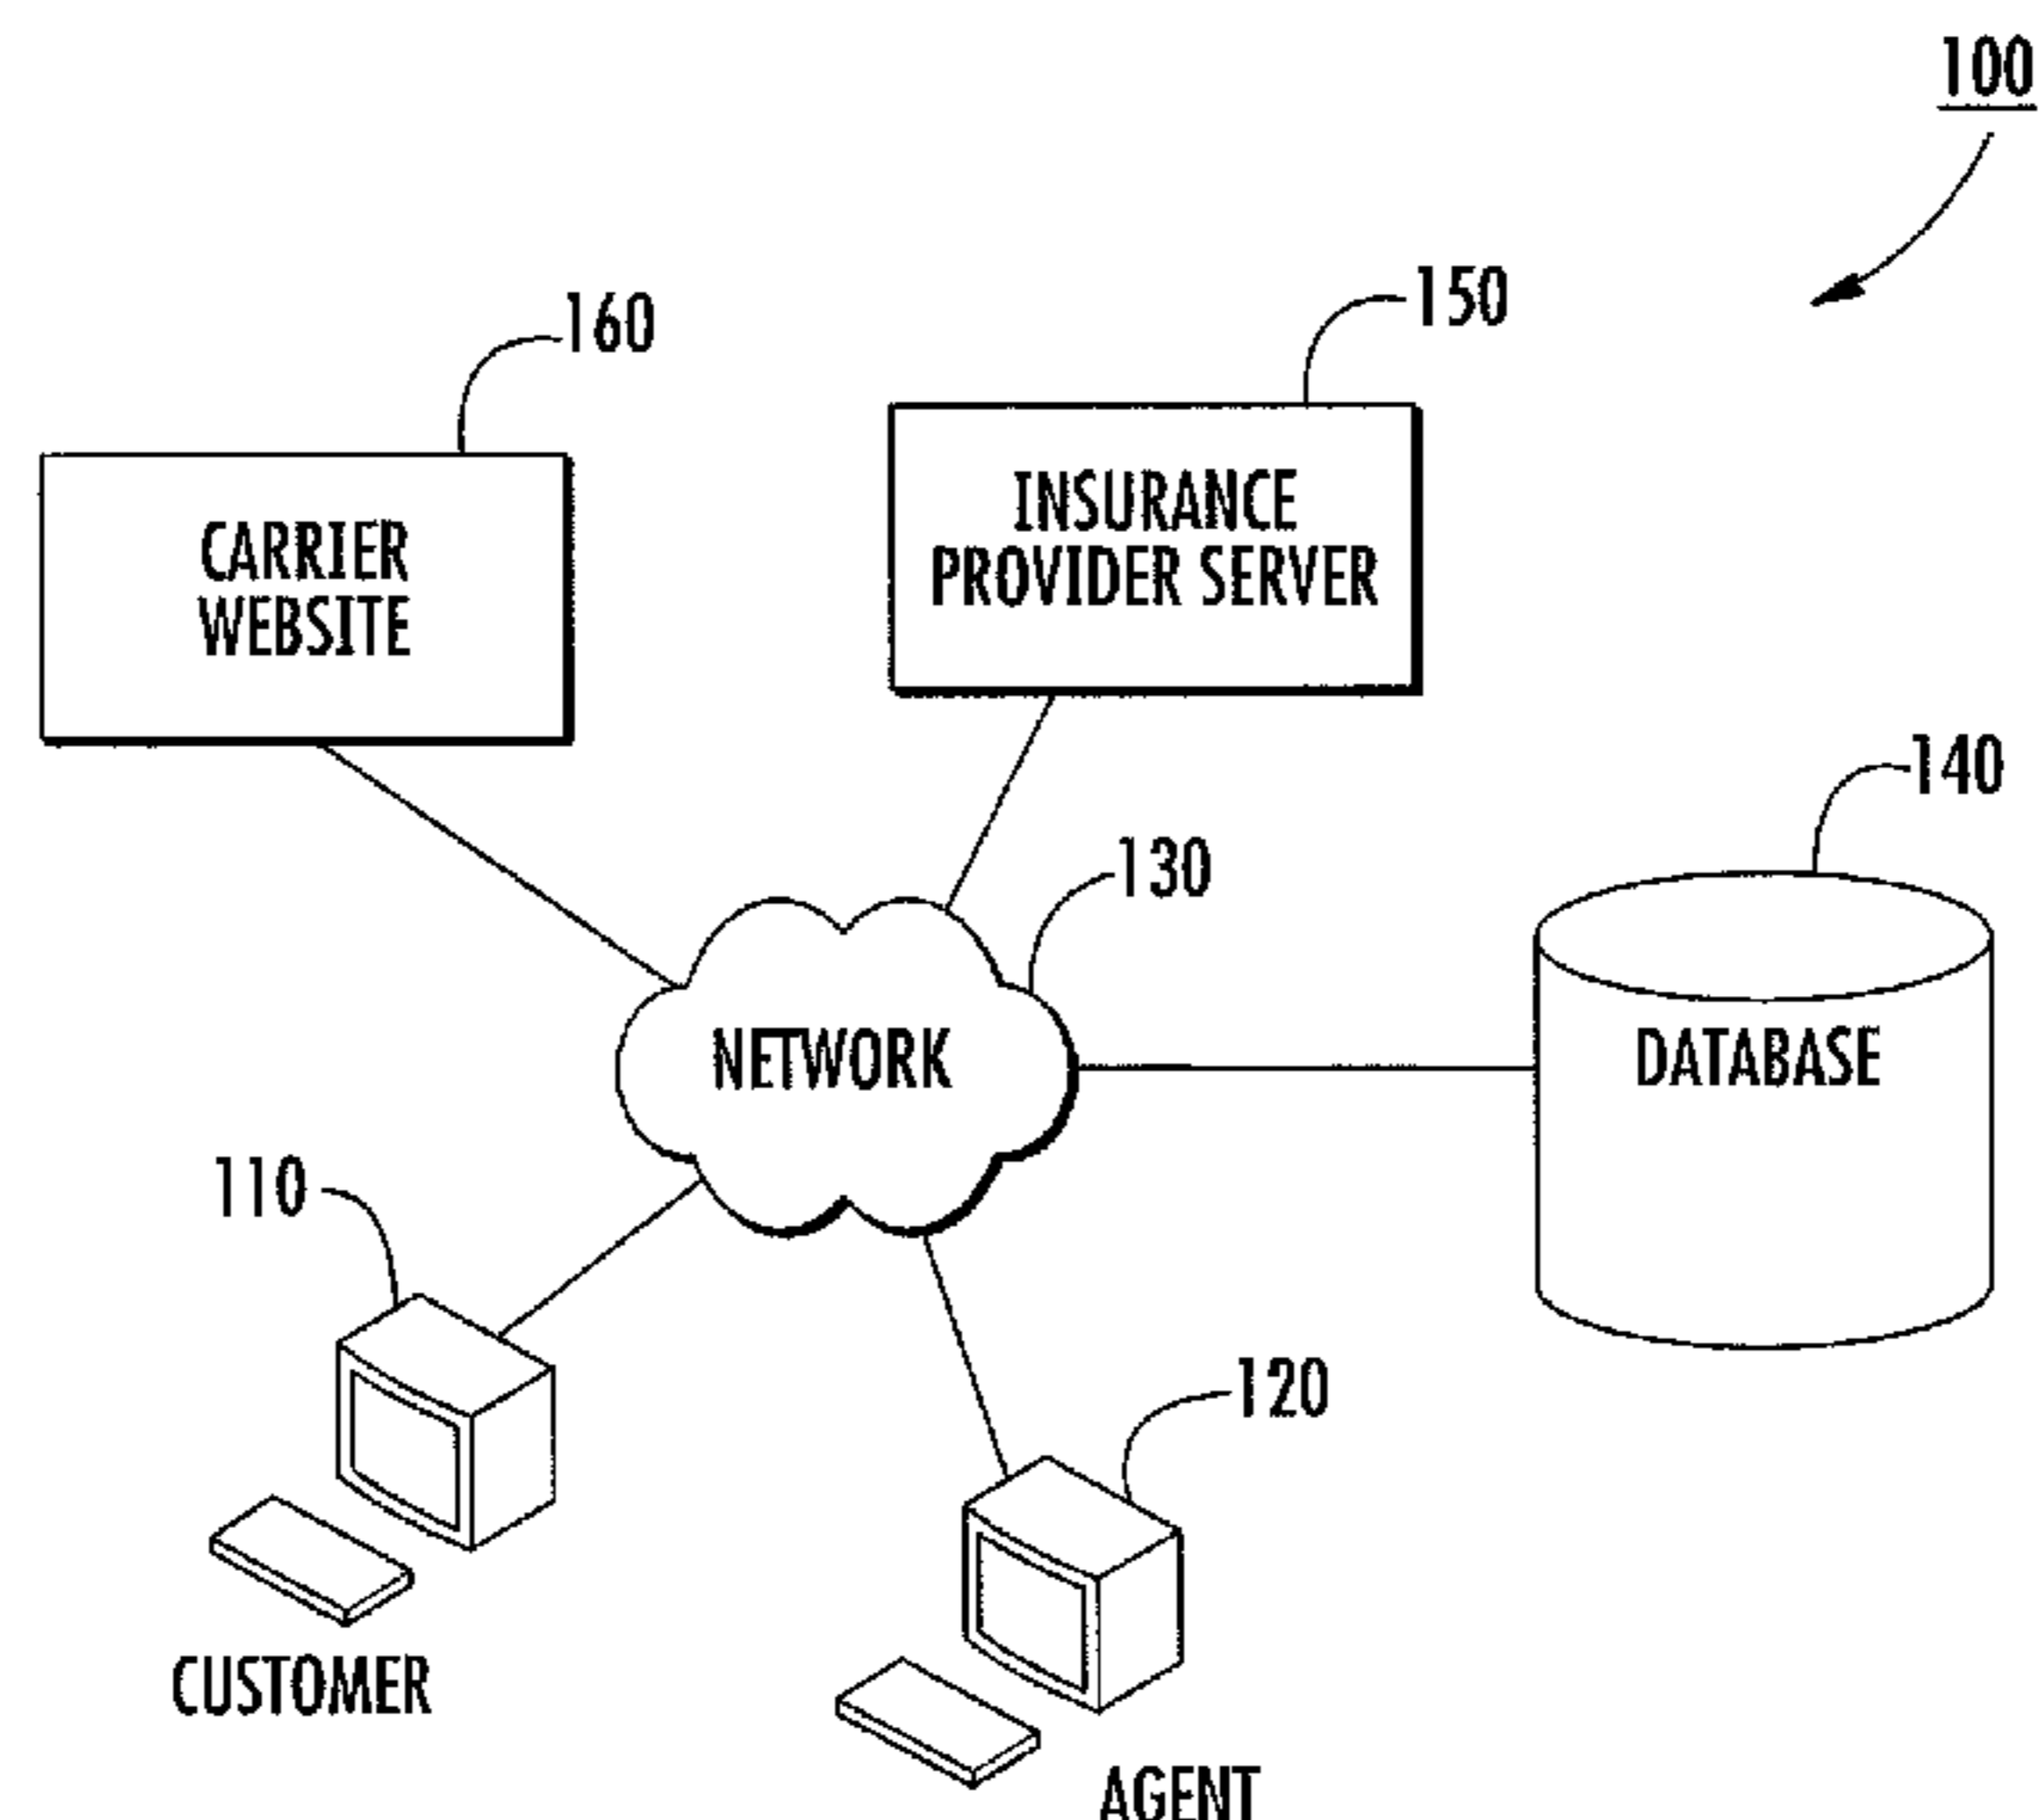 100
160
150
CARRIER
WEBSITE
INSURANCE
PROVIDER SERVER
140
130
NETWORK
DATABASE
110
120
CUSTOMER
AGENT